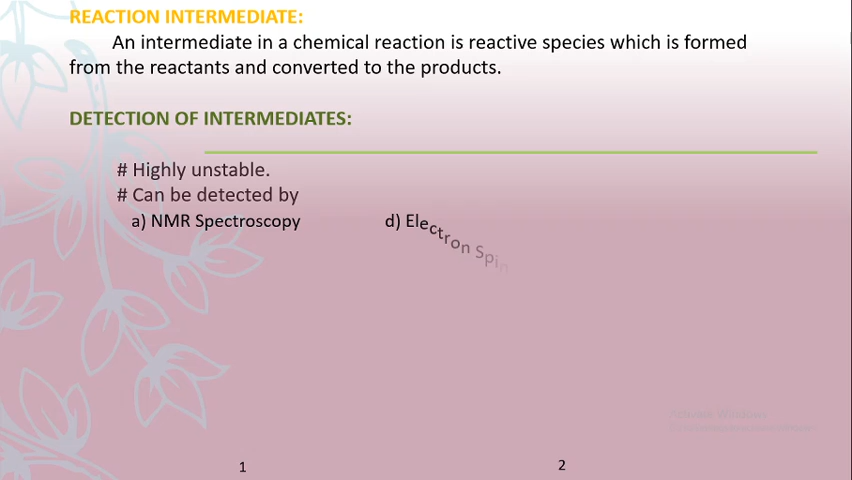 REACTION INTERMEDIATE:
An intermediate in a chemical reaction is reactive species which is formed
from the reactants and converted to the products.
DETECTION OF INTERMEDIATES:
# Highly unstable.
# Can be detected by
a) NMR Spectroscopy d) Electron Spin
1 2